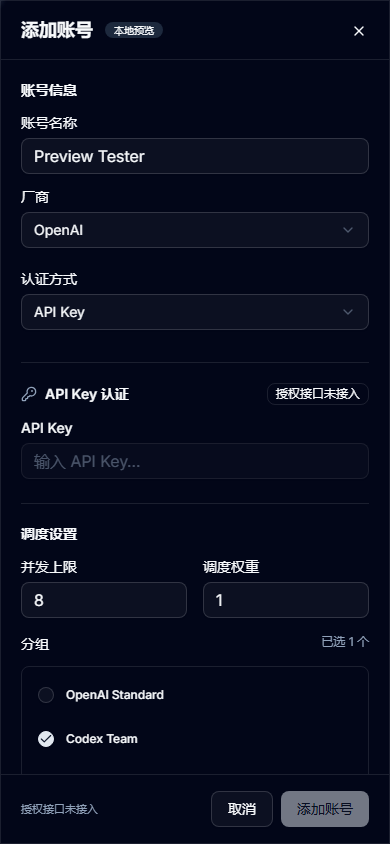 添加账号 本地预览
账号信息
账号名称
Preview Tester
厂商
OpenAI
认证方式
API Key
API Key 认证 授权接口未接入
API Key
输入 API Key...
调度设置
并发上限 调度权重
8 1
分组 已选 1 个
OpenAI Standard
Codex Team
授权接口未接入 取消 添加账号